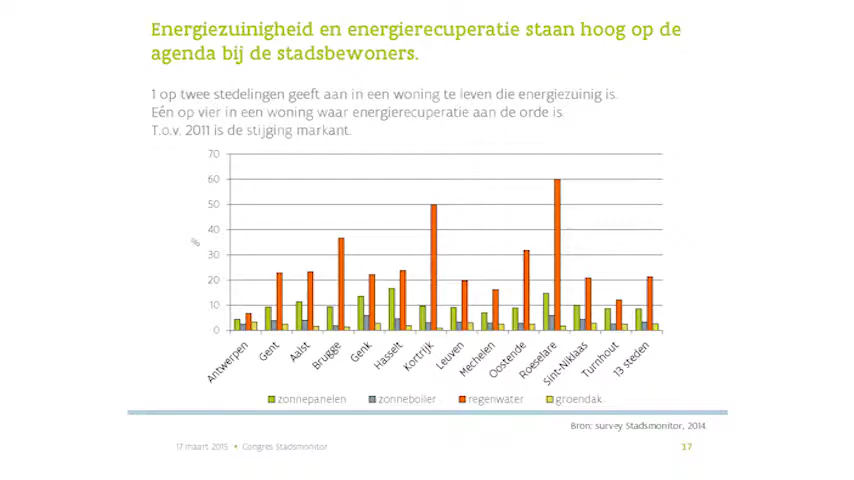 Energiezuinigheid en energierecuperatie staan hoog op de
agenda bij de stadsbewoners.
1 op twee stedelingen geeft aan in een woning te leven die energiezuinig is.
Eén op vier in een woning waar energierecuperatie aan de orde is.
T.o.v. 2011 is de stijging markant.
70
60
50
40
30
20
10
0
%
Antwerpen
Gent
Aalst
Brugge
Genk
Hasselt
Kortrijk
Leuven
Mechelen
Oostende
Roeselare
Sint-Niklaas
Turnhout
13 steden
zonnepanelen
zonneboiler
regenwater
groendak
Bron: survey Stadsmonitor, 2014.
17 maart 2015 • Congres Stadsmonitor
17